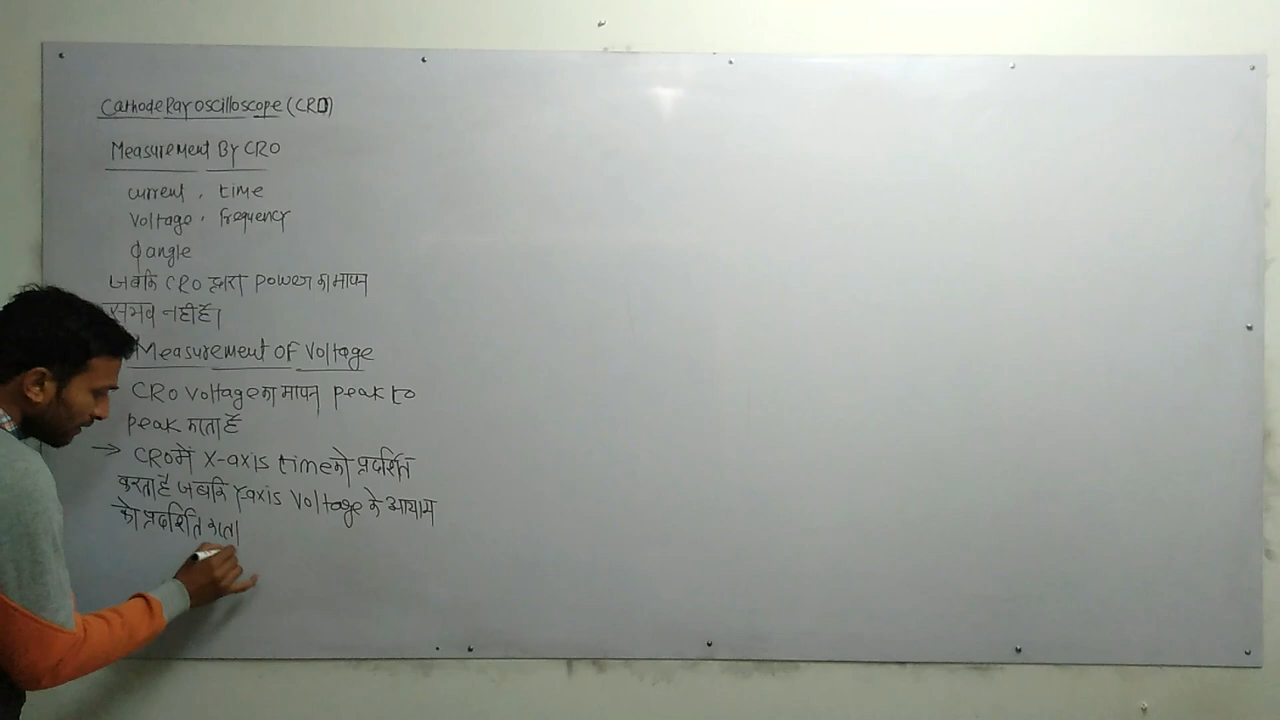 Cathode Ray oscilloscope (CRO)
Measurement By CRO
current , time
Voltage , frequency
ϕ angle
जबकि CRO द्वारा power का मापन
संभव नहीं है।
Measurement OF Voltage
CRO Voltage का मापन peak to
peak करता है
→ CRO में X-axis time को प्रदर्शित
करता है जबकि Y-axis Voltage के आयाम
को प्रदर्शित करता